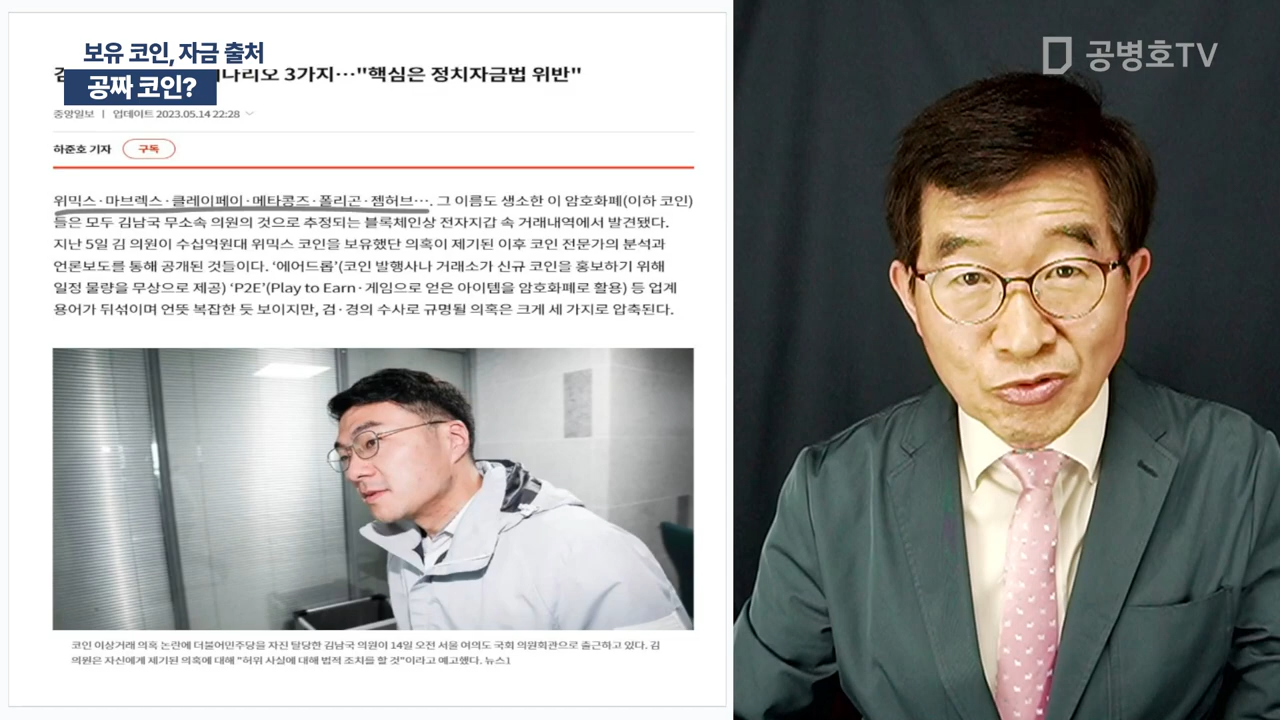 보유 코인, 자금 출처
공짜 코인?
3가지…"핵심은 정치자금법 위반"
중앙일보 | 업데이트 2023.05.14 22:28
하준호 기자 구독
위믹스·마브렉스·클레이페이·메타콩즈·폴리곤·젬허브…. 그 이름도 생소한 이 암호화폐(이하 코인)
들은 모두 김남국 무소속 의원의 것으로 추정되는 블록체인상 전자지갑 속 거래내역에서 발견됐다.
지난 5일 김 의원이 수십억원대 위믹스 코인을 보유했단 의혹이 제기된 이후 코인 전문가의 분석과
언론보도를 통해 공개된 것들이다. ‘에어드롭’(코인 발행사나 거래소가 신규 코인을 홍보하기 위해
일정 물량을 무상으로 제공) ‘P2E’(Play to Earn·게임으로 얻은 아이템을 암호화폐로 활용) 등 업계
용어가 뒤섞이며 언뜻 복잡한 듯 보이지만, 검·경의 수사로 규명될 의혹은 크게 세 가지로 압축된다.
코인 이상거래 의혹 논란에 더불어민주당을 자진 탈당한 김남국 의원이 14일 오전 서울 여의도 국회 의원회관으로 출근하고 있다. 김
의원은 자신에게 제기된 의혹에 대해 “허위 사실에 대해 법적 조치를 할 것”이라고 예고했다. 뉴스1
공병호TV